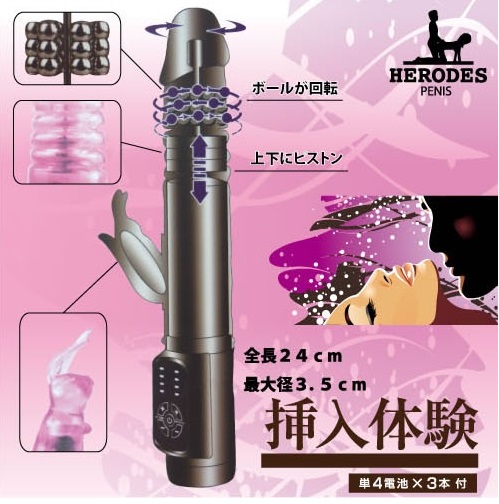 HERODES
PENIS
ボールが回転
上下にヒストン
全長24cm
最大径3.5cm
挿入体験
単4電池×3本付